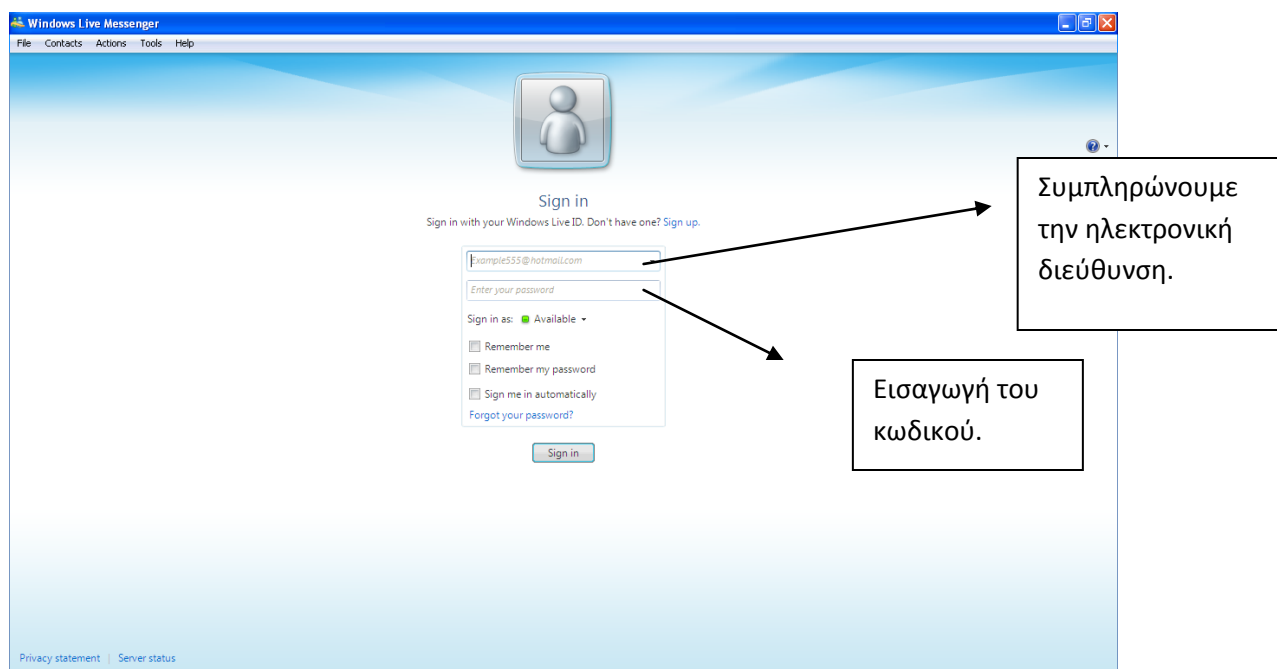 Windows Live Messenger
File Contacts Actions Tools Help
Sign in
Sign in with your Windows Live ID. Don't have one? Sign up.
Example555@hotmail.com
Enter your password
Sign in as: Available
Remember me
Remember my password
Sign me in automatically
Forgot your password?
Sign in
Συμπληρώνουμε
την ηλεκτρονική
διεύθυνση.
Εισαγωγή του
κωδικού.
Privacy statement | Server status